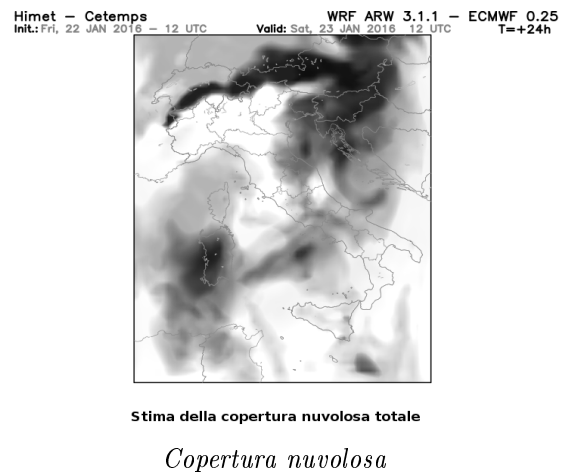 Himet – Cetemps WRF ARW 3.1.1 – ECMWF 0.25
Init.: Fri, 22 JAN 2016 – 12 UTC Valid: Sat, 23 JAN 2016 12 UTC T=+24h
Stima della copertura nuvolosa totale
Copertura nuvolosa